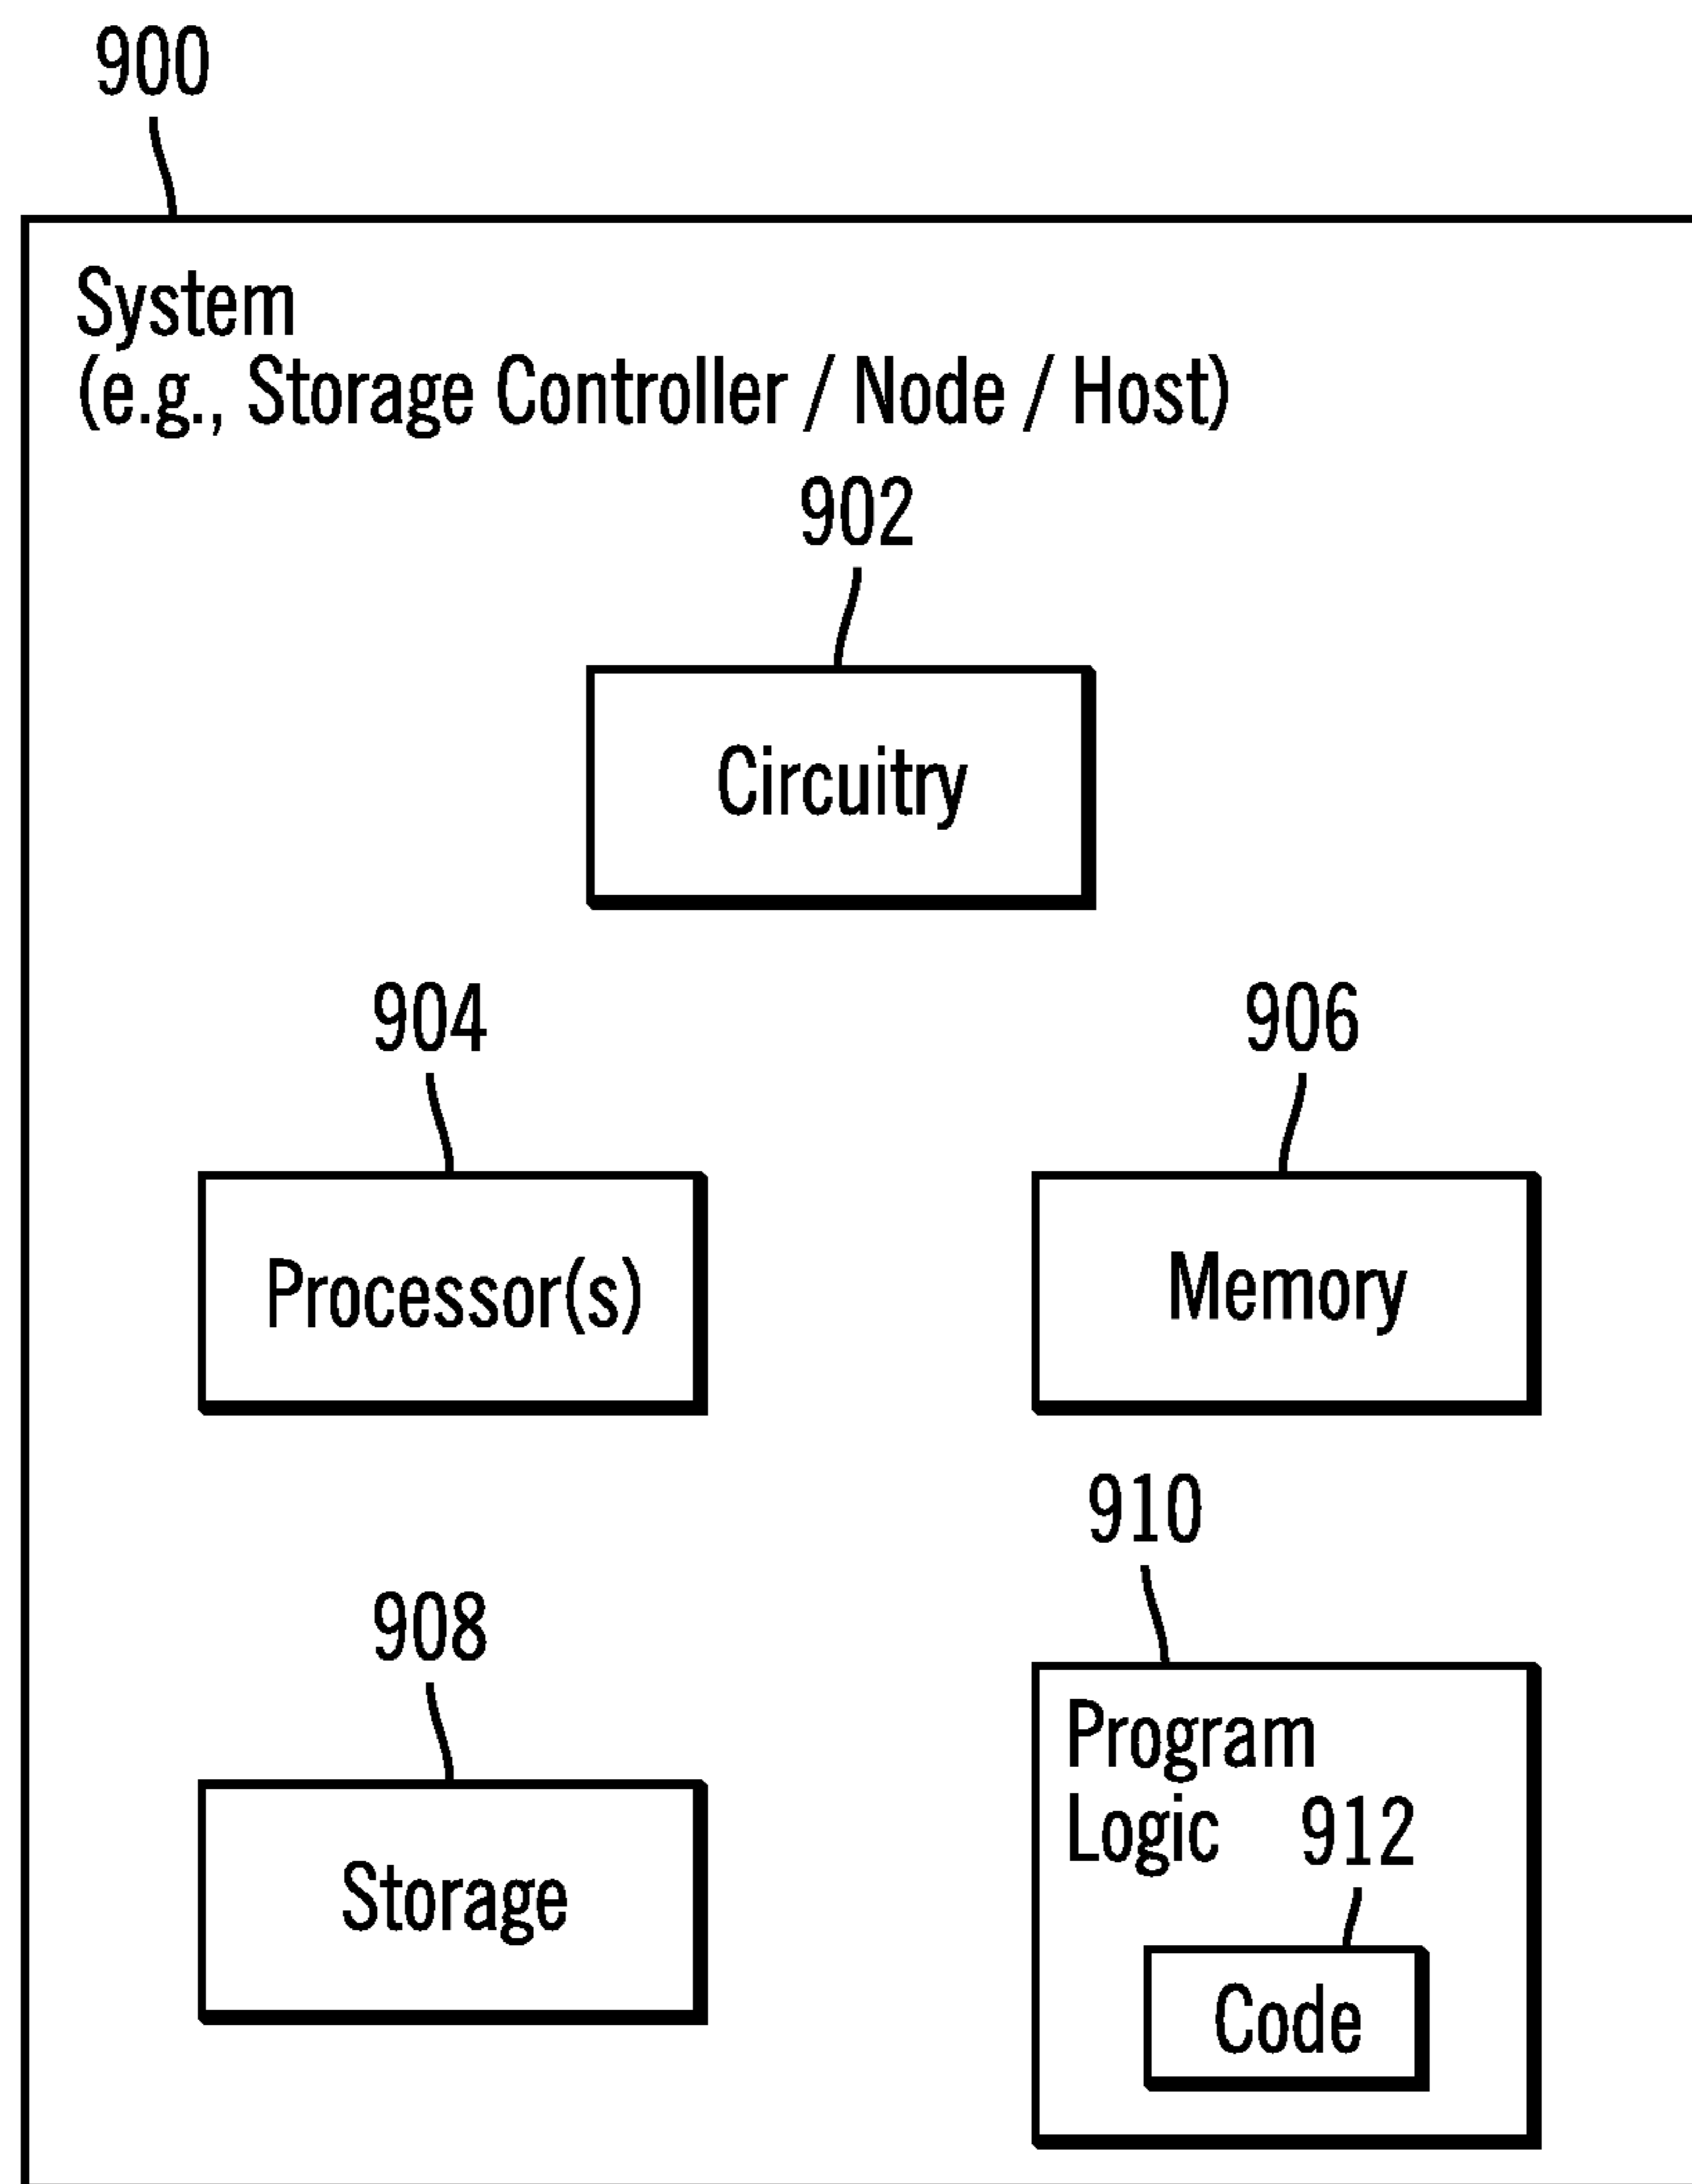 900
System
(e.g., Storage Controller / Node / Host)
902
Circuitry
904
906
Processor(s)
Memory
910
908
Program
Logic 912
Storage
Code